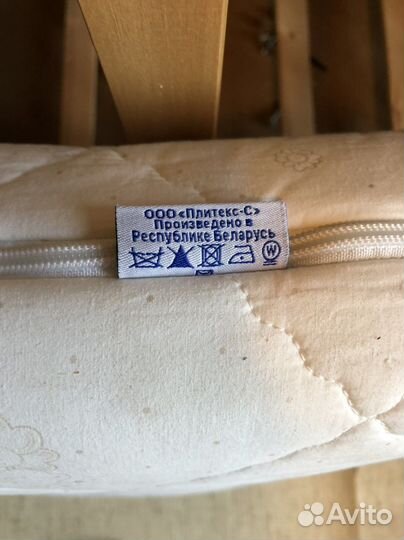 ООО «Плитекс-С»
Произведено в
Республике Беларусь
W
Avito